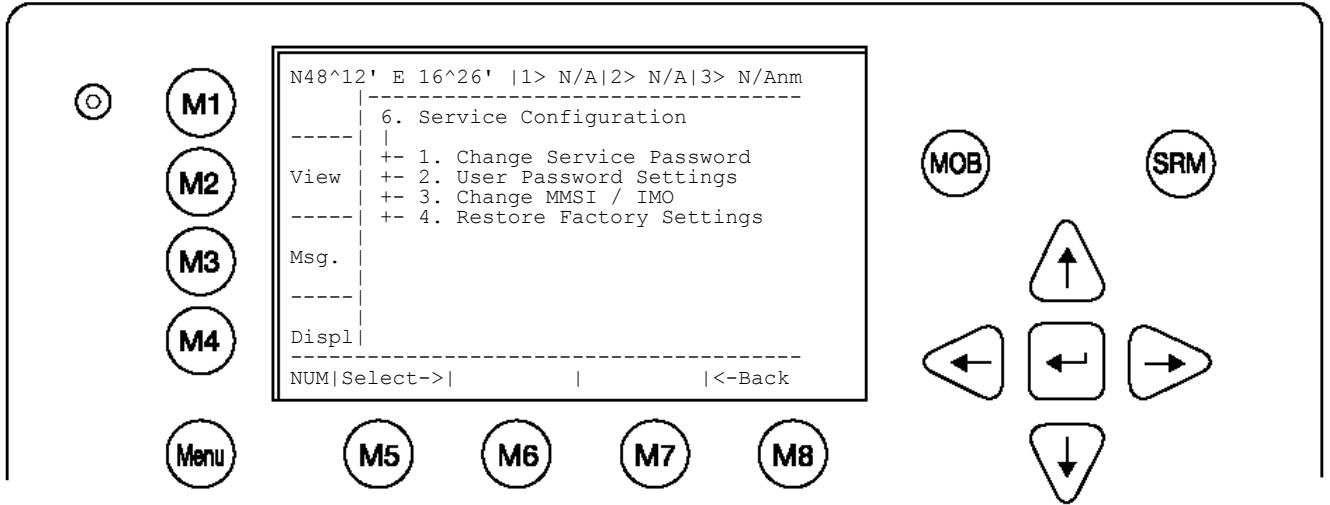 N48^12' E 16^26' |1> N/A|2> N/A|3> N/Anm
M1
6. Service Configuration
MOB
SRM
+- 1. Change Service Password
M2
View
+- 2. User Password Settings
+- 3. Change MMSI / IMO
+- 4. Restore Factory Settings
M3
Msg.
M4
Displ
NUM|Select->| | |<-Back
Menu
M5
M6
M7
M8